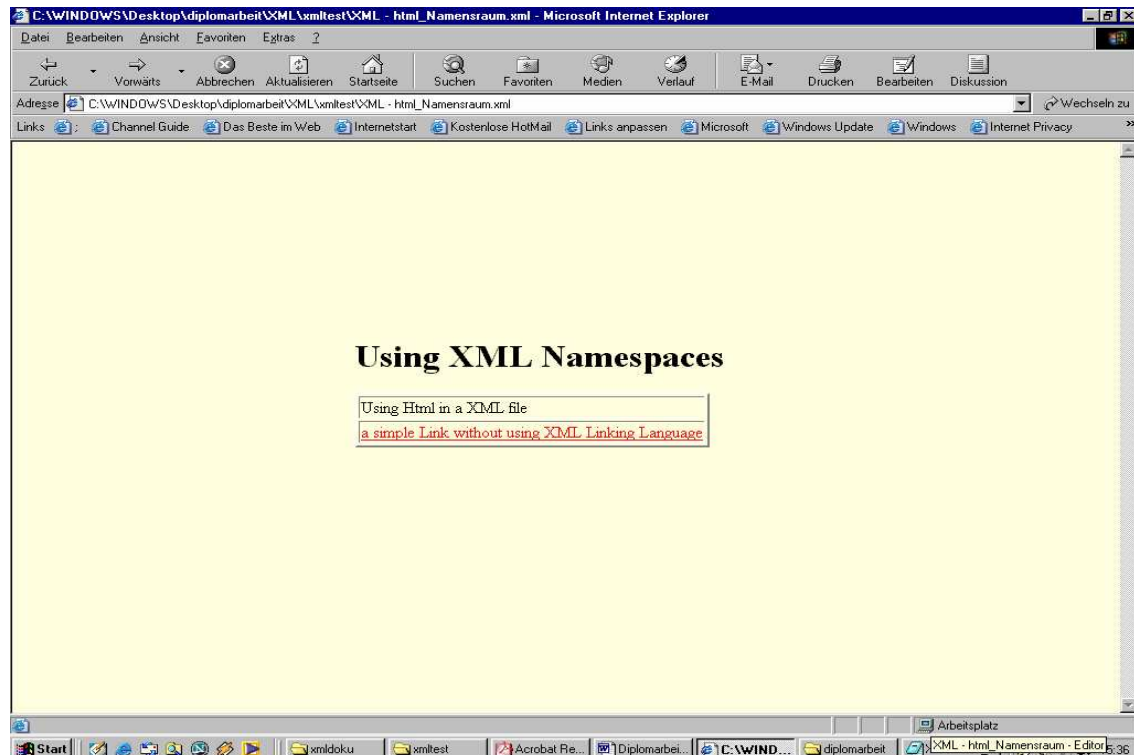 C:\WINDOWS\Desktop\diplomarbeit\XML\xmltest\XML - html_Namensraum.xml - Microsoft Internet Explorer
Datei Bearbeiten Ansicht Favoriten Extras ?
Zurück Vorwärts Abbrechen Aktualisieren Startseite Suchen Favoriten Medien Verlauf E-Mail Drucken Bearbeiten Diskussion
Adresse C:\WINDOWS\Desktop\diplomarbeit\XML\xmltest\XML - html_Namensraum.xml Wechseln zu
Links : Channel Guide Das Beste im Web Internetstart Kostenlose HotMail Links anpassen Microsoft Windows Update Windows Internet Privacy »
Using XML Namespaces
Using Html in a XML file
a simple Link without using XML Linking Language
Arbeitsplatz
Start xmldoku xmltest Acrobat Re... Diplomarbei... C:\WIND... diplomarbeit XML - html_Namensraum - Editor 5:36